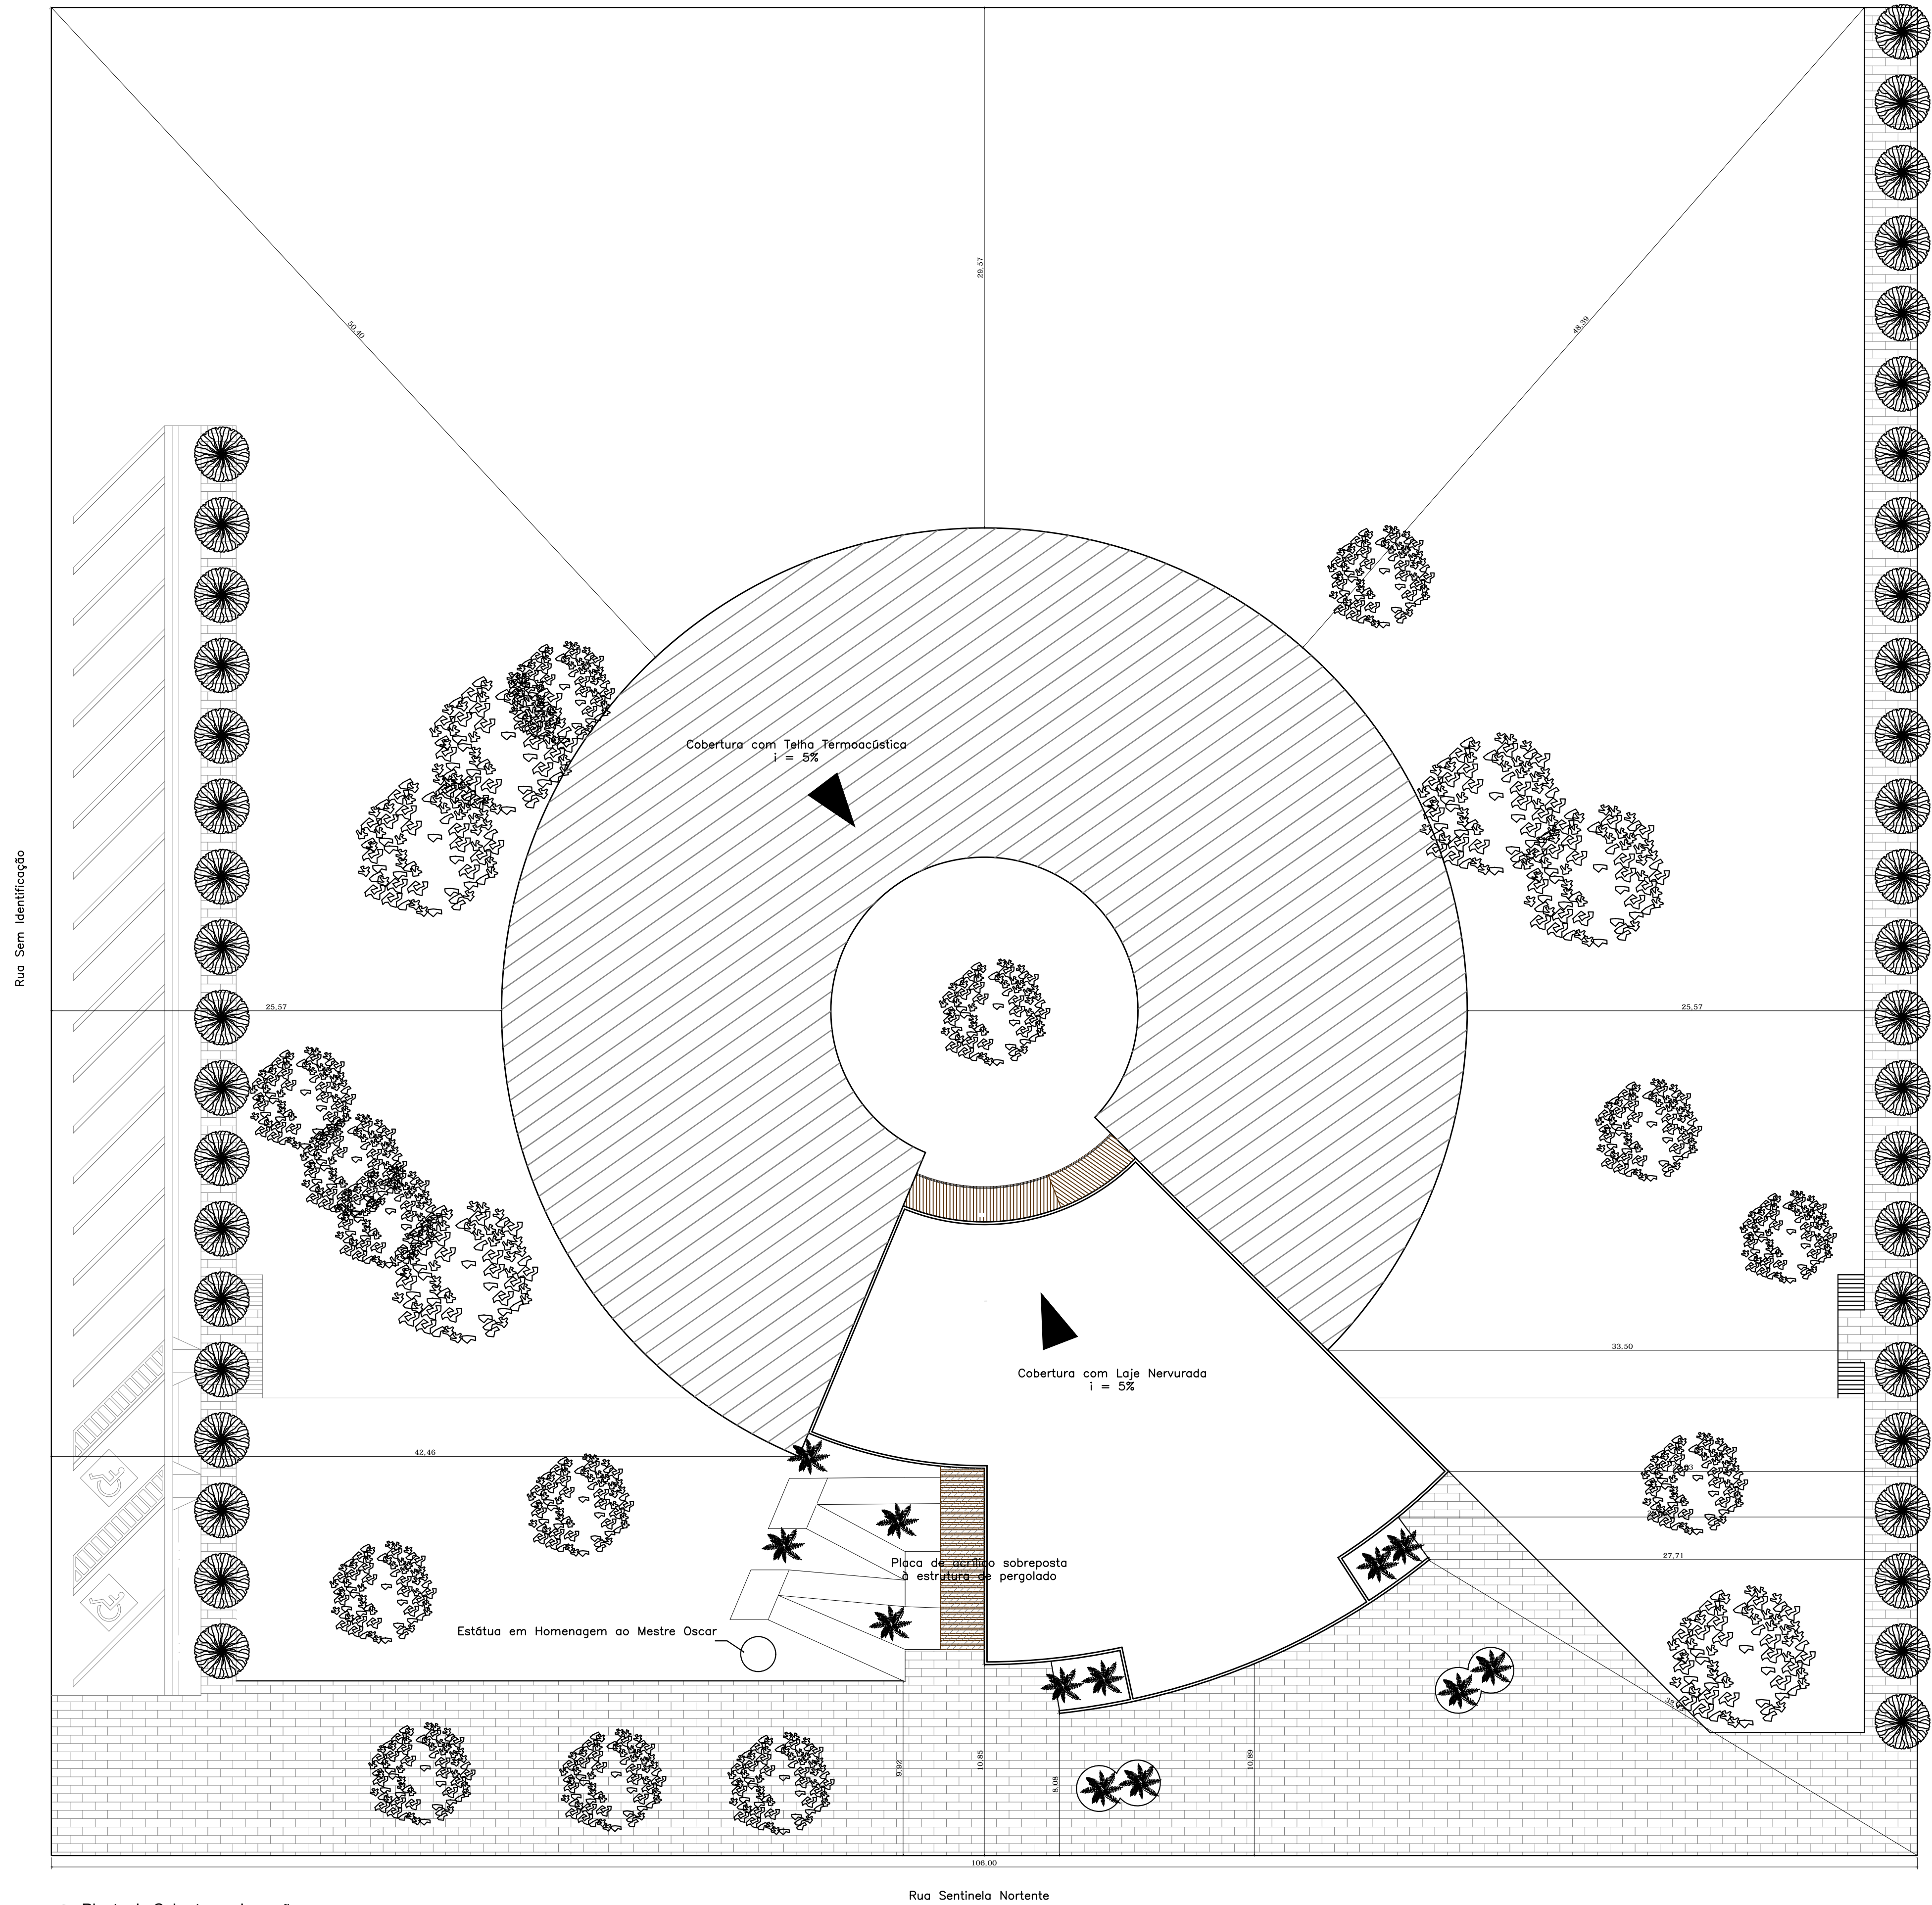 29,57
50,40
48,39
Cobertura com Telha Termoacústica
i = 5%
Rua Sem Identificação
25,57
25,57
33,50
Cobertura com Laje Nervurada
i = 5%
42,46
27,71
Placa de acrílico sobreposta
à estrutura de pergolado
Estátua em Homenagem ao Mestre Oscar
9,92
10,85
8,08
10,89
106,00
Rua Sentinela Nortente